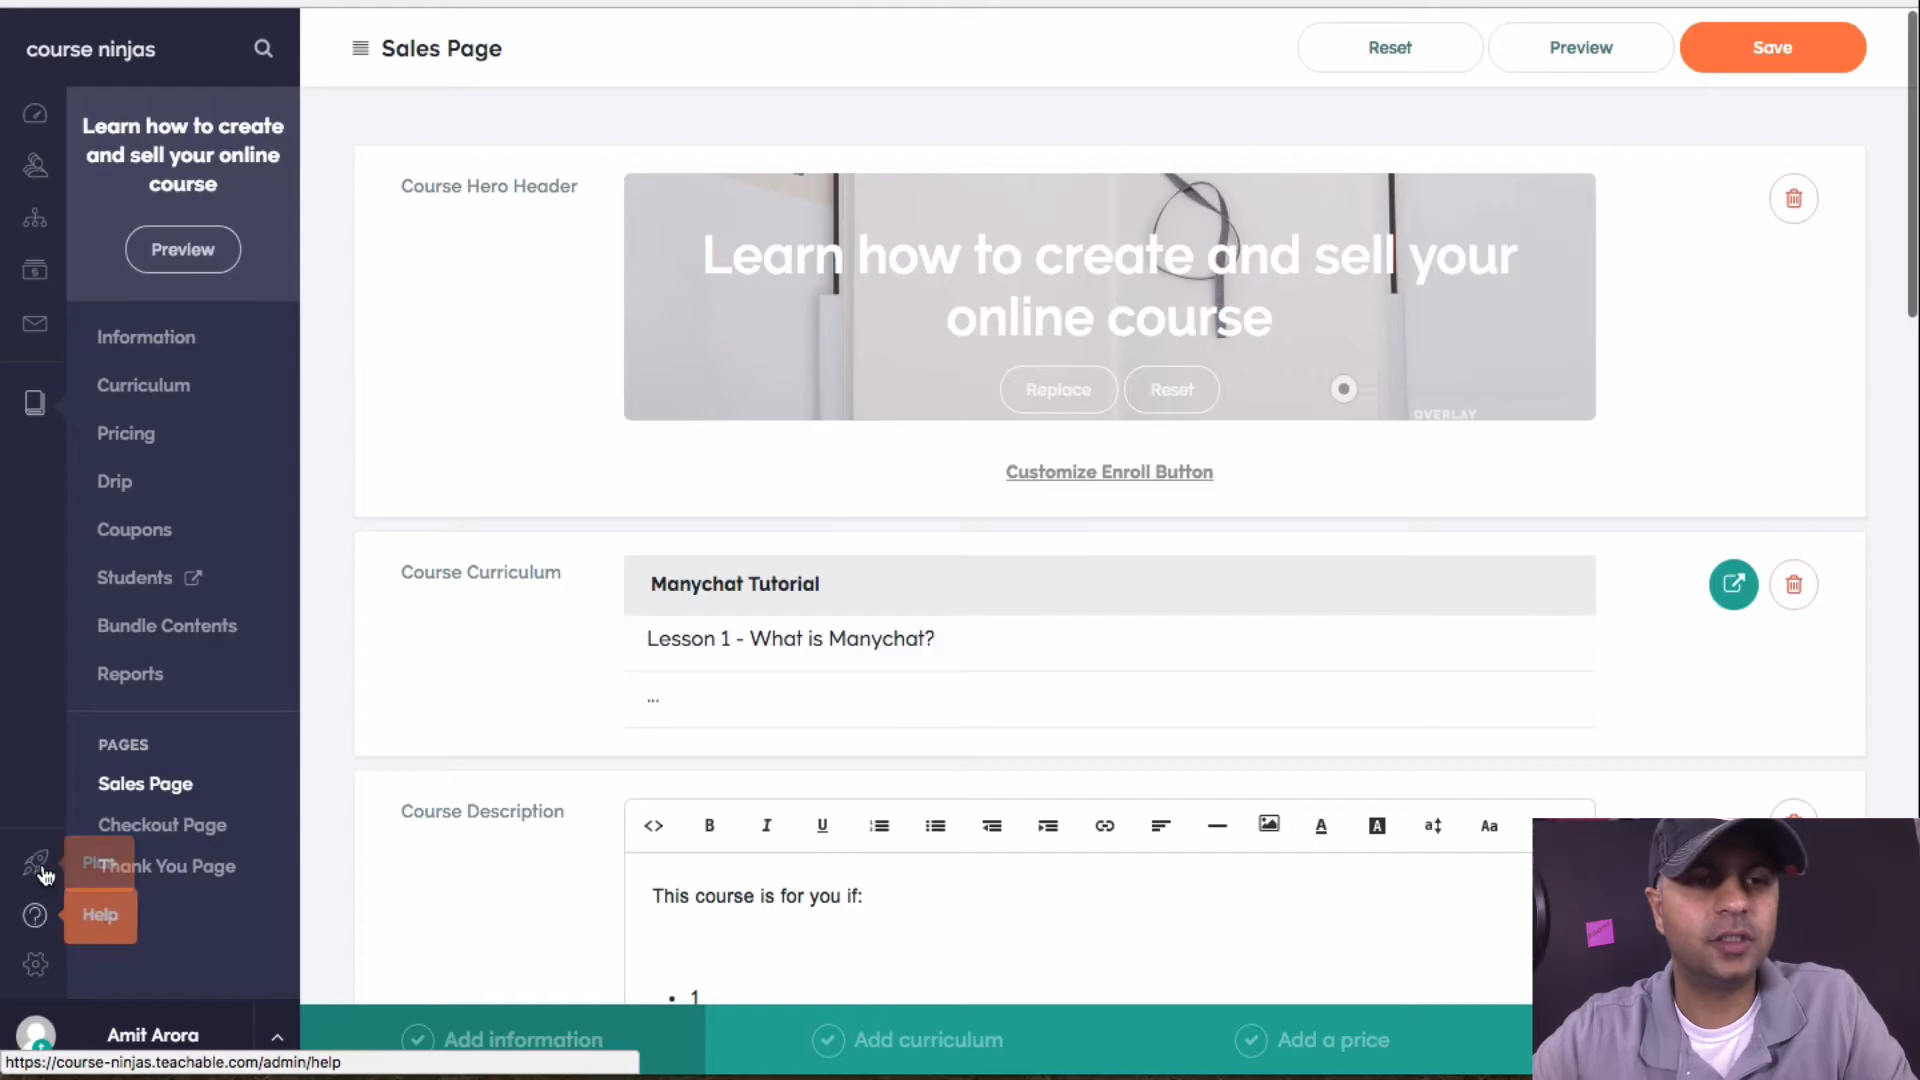 course ninjas
Sales Page
Reset
Preview
Save
Learn how to create
and sell your online
course
Preview
Information
Curriculum
Pricing
Drip
Coupons
Students
Bundle Contents
Reports
PAGES
Sales Page
Checkout Page
Thank You Page
Help
Amit Arora
https://course-ninjas.teachable.com/admin/help
Course Hero Header
Learn how to create and sell your
online course
Replace
Reset
OVERLAY
Customize Enroll Button
Course Curriculum
Manychat Tutorial
Lesson 1 - What is Manychat?
...
Course Description
<> B I U A A a Aa
This course is for you if:
• 1
Add information
Add curriculum
Add a price